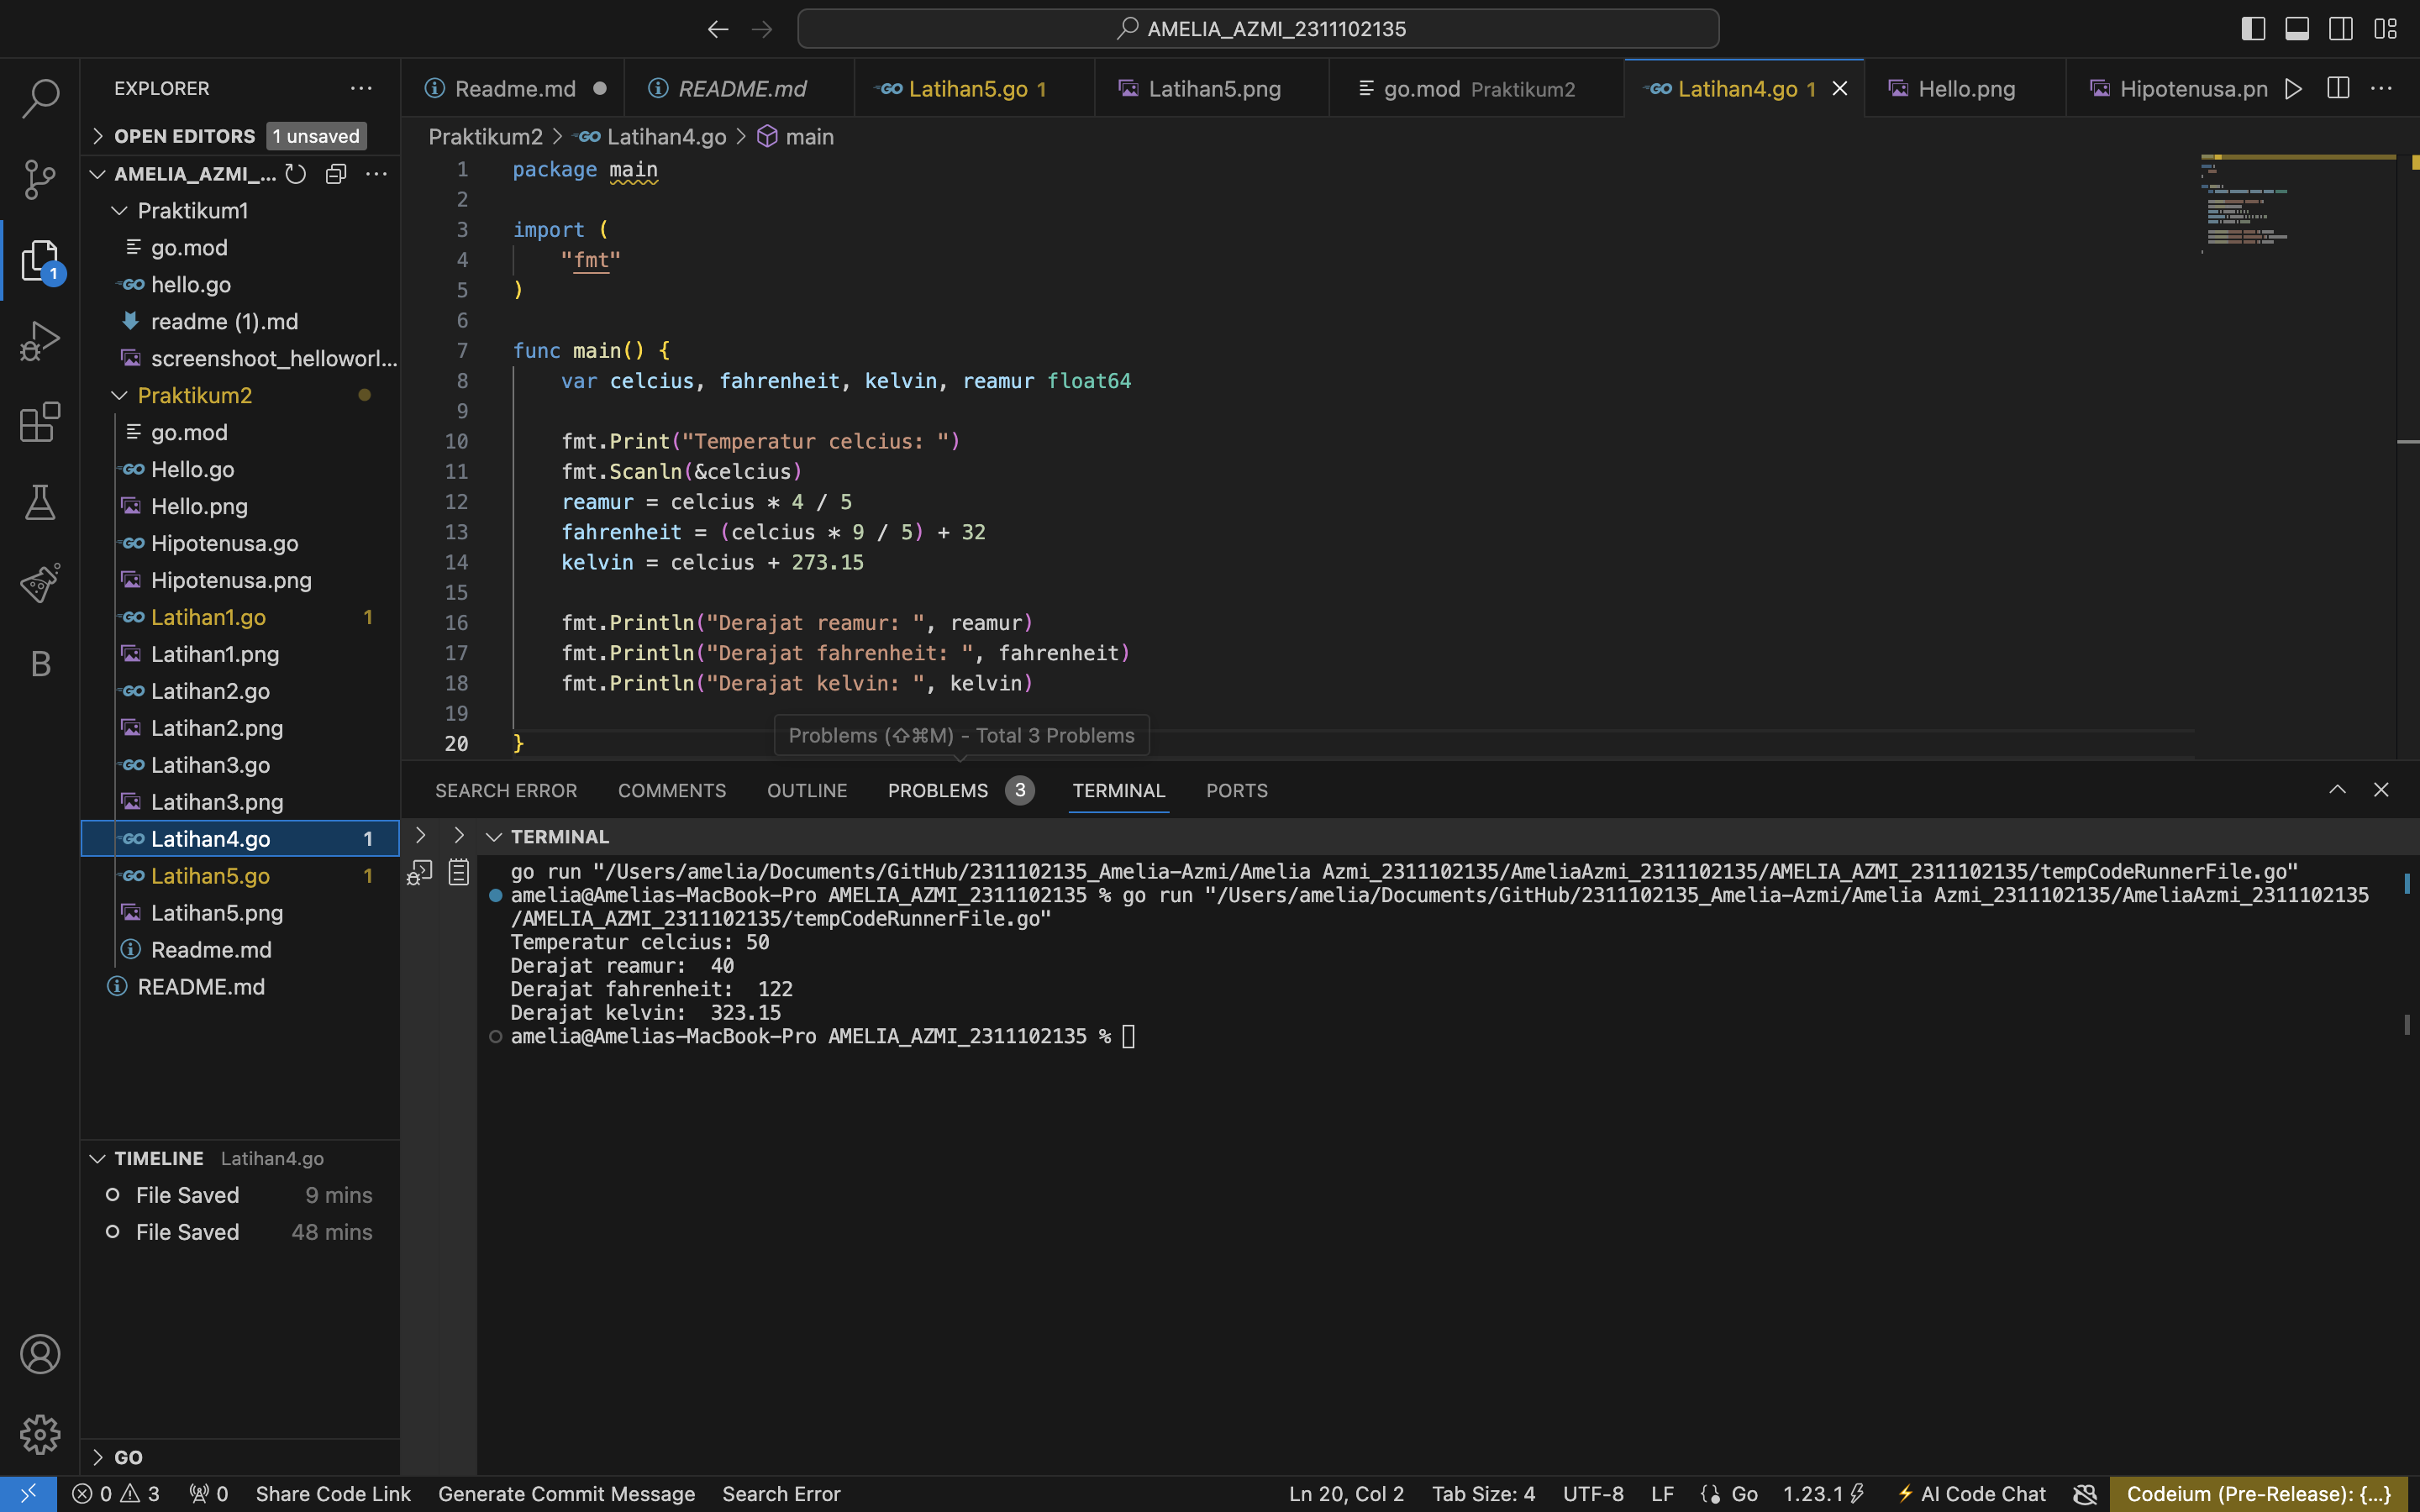 AMELIA_AZMI_2311102135
EXPLORER
OPEN EDITORS 1 unsaved
AMELIA_AZMI_...
Praktikum1
go.mod
hello.go
readme (1).md
screenshoot_helloworl...
Praktikum2
go.mod
Hello.go
Hello.png
Hipotenusa.go
Hipotenusa.png
Latihan1.go 1
Latihan1.png
Latihan2.go
Latihan2.png
Latihan3.go
Latihan3.png
Latihan4.go 1
Latihan5.go 1
Latihan5.png
Readme.md
README.md
TIMELINE Latihan4.go
File Saved 9 mins
File Saved 48 mins
GO
1
B
Readme.md README.md GO Latihan5.go 1 Latihan5.png go.mod Praktikum2 GO Latihan4.go 1 Hello.png Hipotenusa.pn
Praktikum2 > GO Latihan4.go > main
1 package main
2
3 import (
4 "fmt"
5 )
6
7 func main() {
8 var celcius, fahrenheit, kelvin, reamur float64
9
10 fmt.Print("Temperatur celcius: ")
11 fmt.Scanln(&celcius)
12 reamur = celcius * 4 / 5
13 fahrenheit = (celcius * 9 / 5) + 32
14 kelvin = celcius + 273.15
15
16 fmt.Println("Derajat reamur: ", reamur)
17 fmt.Println("Derajat fahrenheit: ", fahrenheit)
18 fmt.Println("Derajat kelvin: ", kelvin)
19
20 }
Problems (⇧⌘M) - Total 3 Problems
SEARCH ERROR COMMENTS OUTLINE PROBLEMS 3 TERMINAL PORTS
TERMINAL
go run "/Users/amelia/Documents/GitHub/2311102135_Amelia-Azmi/Amelia Azmi_2311102135/AmeliaAzmi_2311102135/AMELIA_AZMI_2311102135/tempCodeRunnerFile.go"
amelia@Amelias-MacBook-Pro AMELIA_AZMI_2311102135 % go run "/Users/amelia/Documents/GitHub/2311102135_Amelia-Azmi/Amelia Azmi_2311102135/AmeliaAzmi_2311102135
/AMELIA_AZMI_2311102135/tempCodeRunnerFile.go"
Temperatur celcius: 50
Derajat reamur:  40
Derajat fahrenheit:  122
Derajat kelvin:  323.15
amelia@Amelias-MacBook-Pro AMELIA_AZMI_2311102135 %
0 3 0 Share Code Link Generate Commit Message Search Error Ln 20, Col 2 Tab Size: 4 UTF-8 LF Go 1.23.1 AI Code Chat Codeium (Pre-Release): {...}